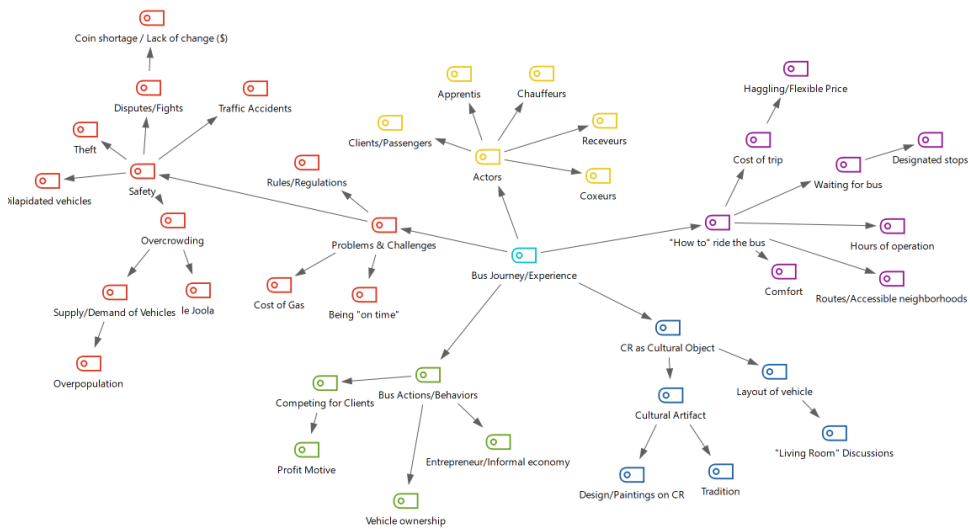 Coin shortage / Lack of change ($)
Disputes/Fights
Traffic Accidents
Theft
Dilapidated vehicles
Safety
Overcrowding
Supply/Demand of Vehicles
le Joola
Overpopulation
Rules/Regulations
Problems & Challenges
Cost of Gas
Being "on time"
Apprentis
Chauffeurs
Clients/Passengers
Receveurs
Actors
Coxeurs
Bus Journey/Experience
Haggling/Flexible Price
Cost of trip
Designated stops
Waiting for bus
"How to" ride the bus
Hours of operation
Comfort
Routes/Accessible neighborhoods
CR as Cultural Object
Layout of vehicle
Cultural Artifact
"Living Room" Discussions
Design/Paintings on CR
Tradition
Bus Actions/Behaviors
Competing for Clients
Profit Motive
Entrepreneur/Informal economy
Vehicle ownership